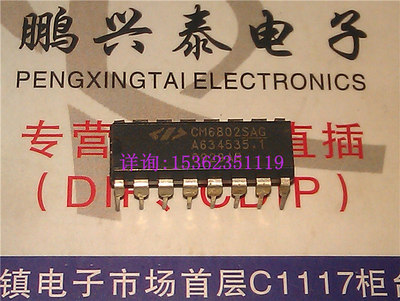 鹏兴泰电子
PENGXINGTAI ELECTRONICS
CM6802SAG
A634535.1
专营
直插
详询:15362351119
(DIP、CDIP)
镇电子市场首层C1117柜台